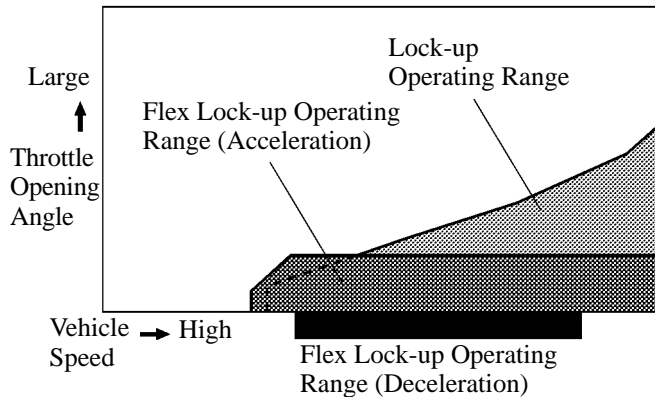 Lock-up
Operating Range
Large
Flex Lock-up Operating
Range (Acceleration)
Throttle
Opening
Angle
Vehicle
Speed
High
Flex Lock-up Operating
Range (Deceleration)